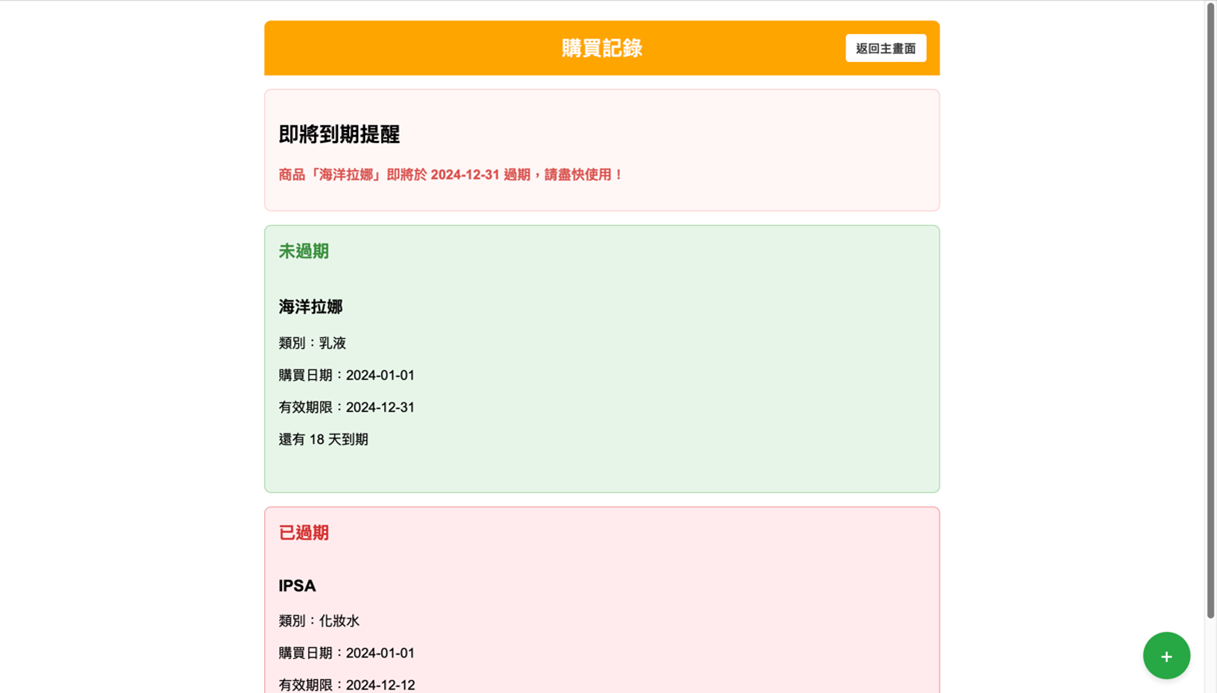 購買記錄
返回主畫面
即將到期提醒
商品「海洋拉娜」即將於 2024-12-31 過期，請盡快使用！
未過期
海洋拉娜
類別：乳液
購買日期：2024-01-01
有效期限：2024-12-31
還有 18 天到期
已過期
IPSA
類別：化妝水
購買日期：2024-01-01
有效期限：2024-12-12
+